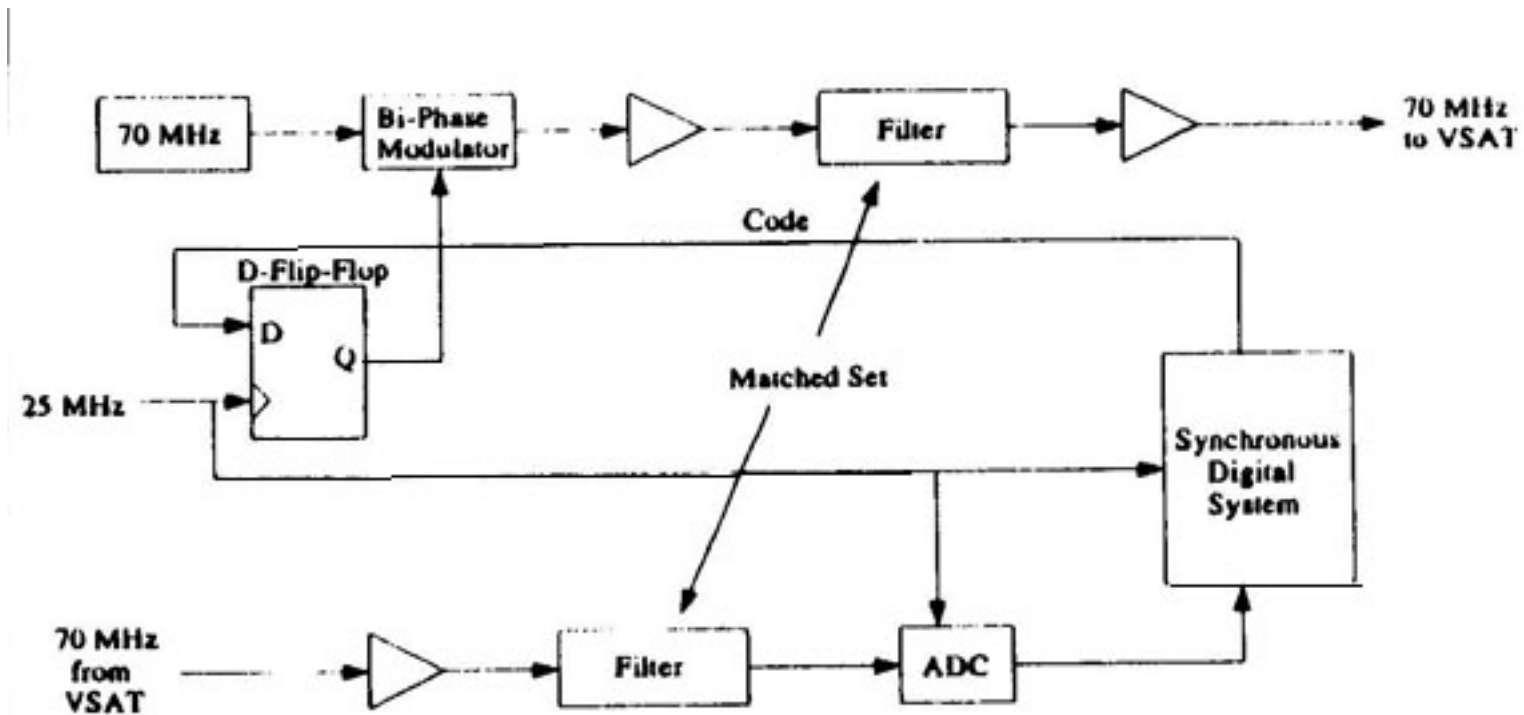 70 MHz
Bi-Phase
Modulator
Filter
70 MHz
to VSAT
Code
D-Flip-Flop
D
Q
25 MHz
Matched Set
Synchronous
Digital
System
70 MHz
from
VSAT
Filter
ADC